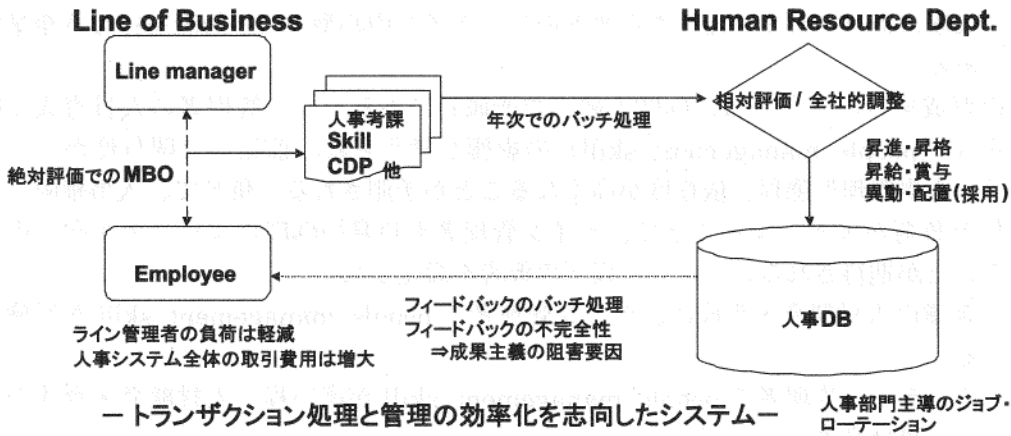 Line of Business
Human Resource Dept.
Line manager
人事考課
Skill
CDP 他
年次でのバッチ処理
相対評価 / 全社的調整
絶対評価でのMBO
昇進・昇格
昇給・賞与
異動・配置(採用)
Employee
フィードバックのバッチ処理
フィードバックの不完全性
⇒成果主義の阻害要因
人事DB
ライン管理者の負荷は軽減
人事システム全体の取引費用は増大
－トランザクション処理と管理の効率化を志向したシステム－
人事部門主導のジョブ・
ローテーション